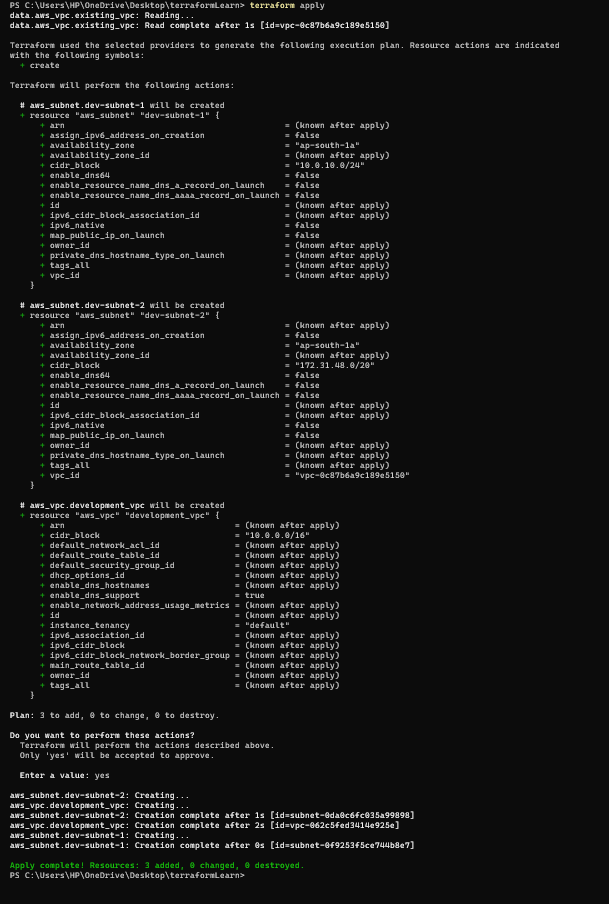 PS C:\Users\HP\OneDrive\Desktop\terraformLearn> terraform apply
data.aws_vpc.existing_vpc: Reading...
data.aws_vpc.existing_vpc: Read complete after 1s [id=vpc-0c87b6a9c189e5150]

Terraform used the selected providers to generate the following execution plan. Resource actions are indicated
with the following symbols:
  + create

Terraform will perform the following actions:

  # aws_subnet.dev-subnet-1 will be created
  + resource "aws_subnet" "dev-subnet-1" {
      + arn                                            = (known after apply)
      + assign_ipv6_address_on_creation                = false
      + availability_zone                              = "ap-south-1a"
      + availability_zone_id                           = (known after apply)
      + cidr_block                                     = "10.0.10.0/24"
      + enable_dns64                                   = false
      + enable_resource_name_dns_a_record_on_launch    = false
      + enable_resource_name_dns_aaaa_record_on_launch = false
      + id                                             = (known after apply)
      + ipv6_cidr_block_association_id                 = (known after apply)
      + ipv6_native                                    = false
      + map_public_ip_on_launch                        = false
      + owner_id                                       = (known after apply)
      + private_dns_hostname_type_on_launch            = (known after apply)
      + tags_all                                       = (known after apply)
      + vpc_id                                         = (known after apply)
    }

  # aws_subnet.dev-subnet-2 will be created
  + resource "aws_subnet" "dev-subnet-2" {
      + arn                                            = (known after apply)
      + assign_ipv6_address_on_creation                = false
      + availability_zone                              = "ap-south-1a"
      + availability_zone_id                           = (known after apply)
      + cidr_block                                     = "172.31.48.0/20"
      + enable_dns64                                   = false
      + enable_resource_name_dns_a_record_on_launch    = false
      + enable_resource_name_dns_aaaa_record_on_launch = false
      + id                                             = (known after apply)
      + ipv6_cidr_block_association_id                 = (known after apply)
      + ipv6_native                                    = false
      + map_public_ip_on_launch                        = false
      + owner_id                                       = (known after apply)
      + private_dns_hostname_type_on_launch            = (known after apply)
      + tags_all                                       = (known after apply)
      + vpc_id                                         = "vpc-0c87b6a9c189e5150"
    }

  # aws_vpc.development_vpc will be created
  + resource "aws_vpc" "development_vpc" {
      + arn                                  = (known after apply)
      + cidr_block                           = "10.0.0.0/16"
      + default_network_acl_id               = (known after apply)
      + default_route_table_id               = (known after apply)
      + default_security_group_id            = (known after apply)
      + dhcp_options_id                      = (known after apply)
      + enable_dns_hostnames                 = (known after apply)
      + enable_dns_support                   = true
      + enable_network_address_usage_metrics = (known after apply)
      + id                                   = (known after apply)
      + instance_tenancy                     = "default"
      + ipv6_association_id                  = (known after apply)
      + ipv6_cidr_block                      = (known after apply)
      + ipv6_cidr_block_network_border_group = (known after apply)
      + main_route_table_id                  = (known after apply)
      + owner_id                             = (known after apply)
      + tags_all                             = (known after apply)
    }

Plan: 3 to add, 0 to change, 0 to destroy.

Do you want to perform these actions?
  Terraform will perform the actions described above.
  Only 'yes' will be accepted to approve.

  Enter a value: yes

aws_subnet.dev-subnet-2: Creating...
aws_vpc.development_vpc: Creating...
aws_subnet.dev-subnet-2: Creation complete after 1s [id=subnet-0da0c6fc035a99898]
aws_vpc.development_vpc: Creation complete after 2s [id=vpc-062c5fed3414e925e]
aws_subnet.dev-subnet-1: Creating...
aws_subnet.dev-subnet-1: Creation complete after 0s [id=subnet-0f9253f5ce744b8e7]

Apply complete! Resources: 3 added, 0 changed, 0 destroyed.
PS C:\Users\HP\OneDrive\Desktop\terraformLearn>